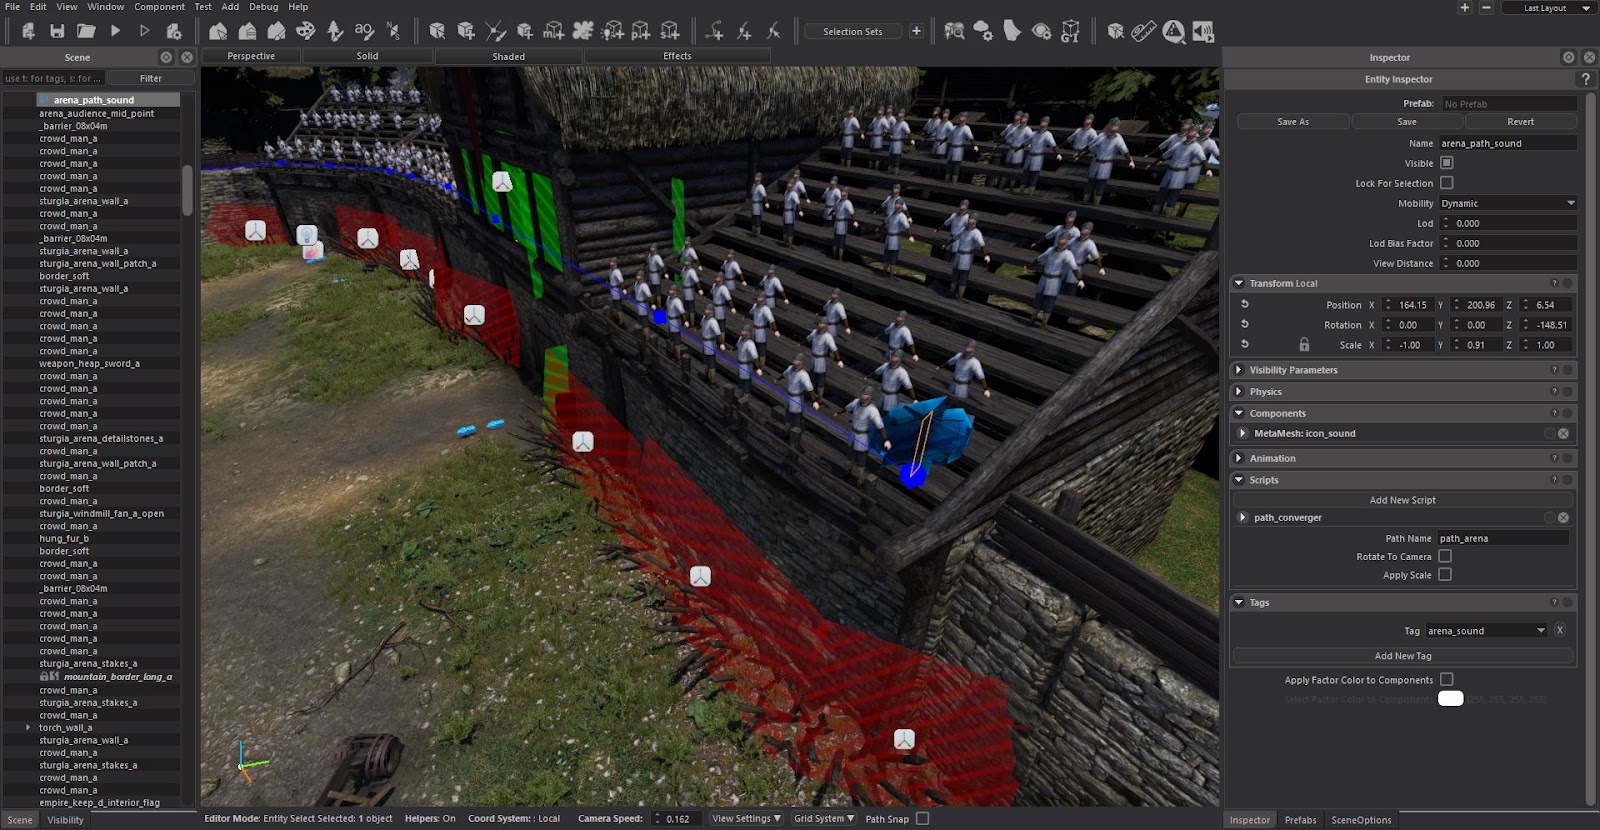 File Edit View Window Component Test Add Debug Help
Last Layout
Selection Sets
Scene
Perspective Solid Shaded Effects
Inspector
use t: for tags, s: for ... Filter
Entity Inspector ?
arena_path_sound
arena_audience_mid_point
_barrier_08x04m
crowd_man_a
crowd_man_a
crowd_man_a
crowd_man_a
crowd_man_a
sturgia_arena_wall_a
crowd_man_a
crowd_man_a
_barrier_08x04m
sturgia_arena_wall_a
sturgia_arena_wall_patch_a
border_soft
sturgia_arena_wall_a
crowd_man_a
crowd_man_a
crowd_man_a
crowd_man_a
crowd_man_a
weapon_heap_sword_a
crowd_man_a
crowd_man_a
crowd_man_a
crowd_man_a
crowd_man_a
sturgia_arena_detailstones_a
crowd_man_a
sturgia_arena_wall_patch_a
crowd_man_a
border_soft
crowd_man_a
sturgia_windmill_fan_a_open
crowd_man_a
hung_fur_b
border_soft
crowd_man_a
crowd_man_a
_barrier_08x04m
crowd_man_a
crowd_man_a
crowd_man_a
crowd_man_a
crowd_man_a
sturgia_arena_stakes_a
mountain_border_long_a
crowd_man_a
sturgia_arena_stakes_a
crowd_man_a
torch_wall_a
sturgia_arena_wall_a
crowd_man_a
sturgia_arena_stakes_a
crowd_man_a
crowd_man_a
empire_keep_d_interior_flag
Scene Visibility
Prefab: No Prefab
Save As Save Revert
Name arena_path_sound
Visible
Lock For Selection
Mobility Dynamic
Lod 0.000
Lod Bias Factor 0.000
View Distance 0.000
Transform Local ?
Position X 164.15 Y 200.96 Z 6.54
Rotation X 0.00 Y 0.00 Z -148.51
Scale X -1.00 Y 0.91 Z 1.00
Visibility Parameters ?
Physics ?
Components ?
MetaMesh: icon_sound
Animation ?
Scripts ?
Add New Script
path_converger
Path Name path_arena
Rotate To Camera
Apply Scale
Tags ?
Tag arena_sound X
Add New Tag
Apply Factor Color to Components
Select Factor Color to Components (255, 255, 255, 255)
Editor Mode: Entity Select Selected: 1 object Helpers: On Coord System: : Local Camera Speed: 0.162 View Settings Grid System Path Snap
Inspector Prefabs SceneOptions